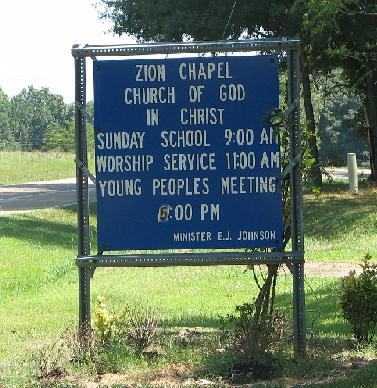 ZION CHAPEL
CHURCH OF GOD
IN CHRIST
SUNDAY SCHOOL 9:00 AM
WORSHIP SERVICE 11:00 AM
YOUNG PEOPLES MEETING
6:00 PM
MINISTER E.J. JOHNSON